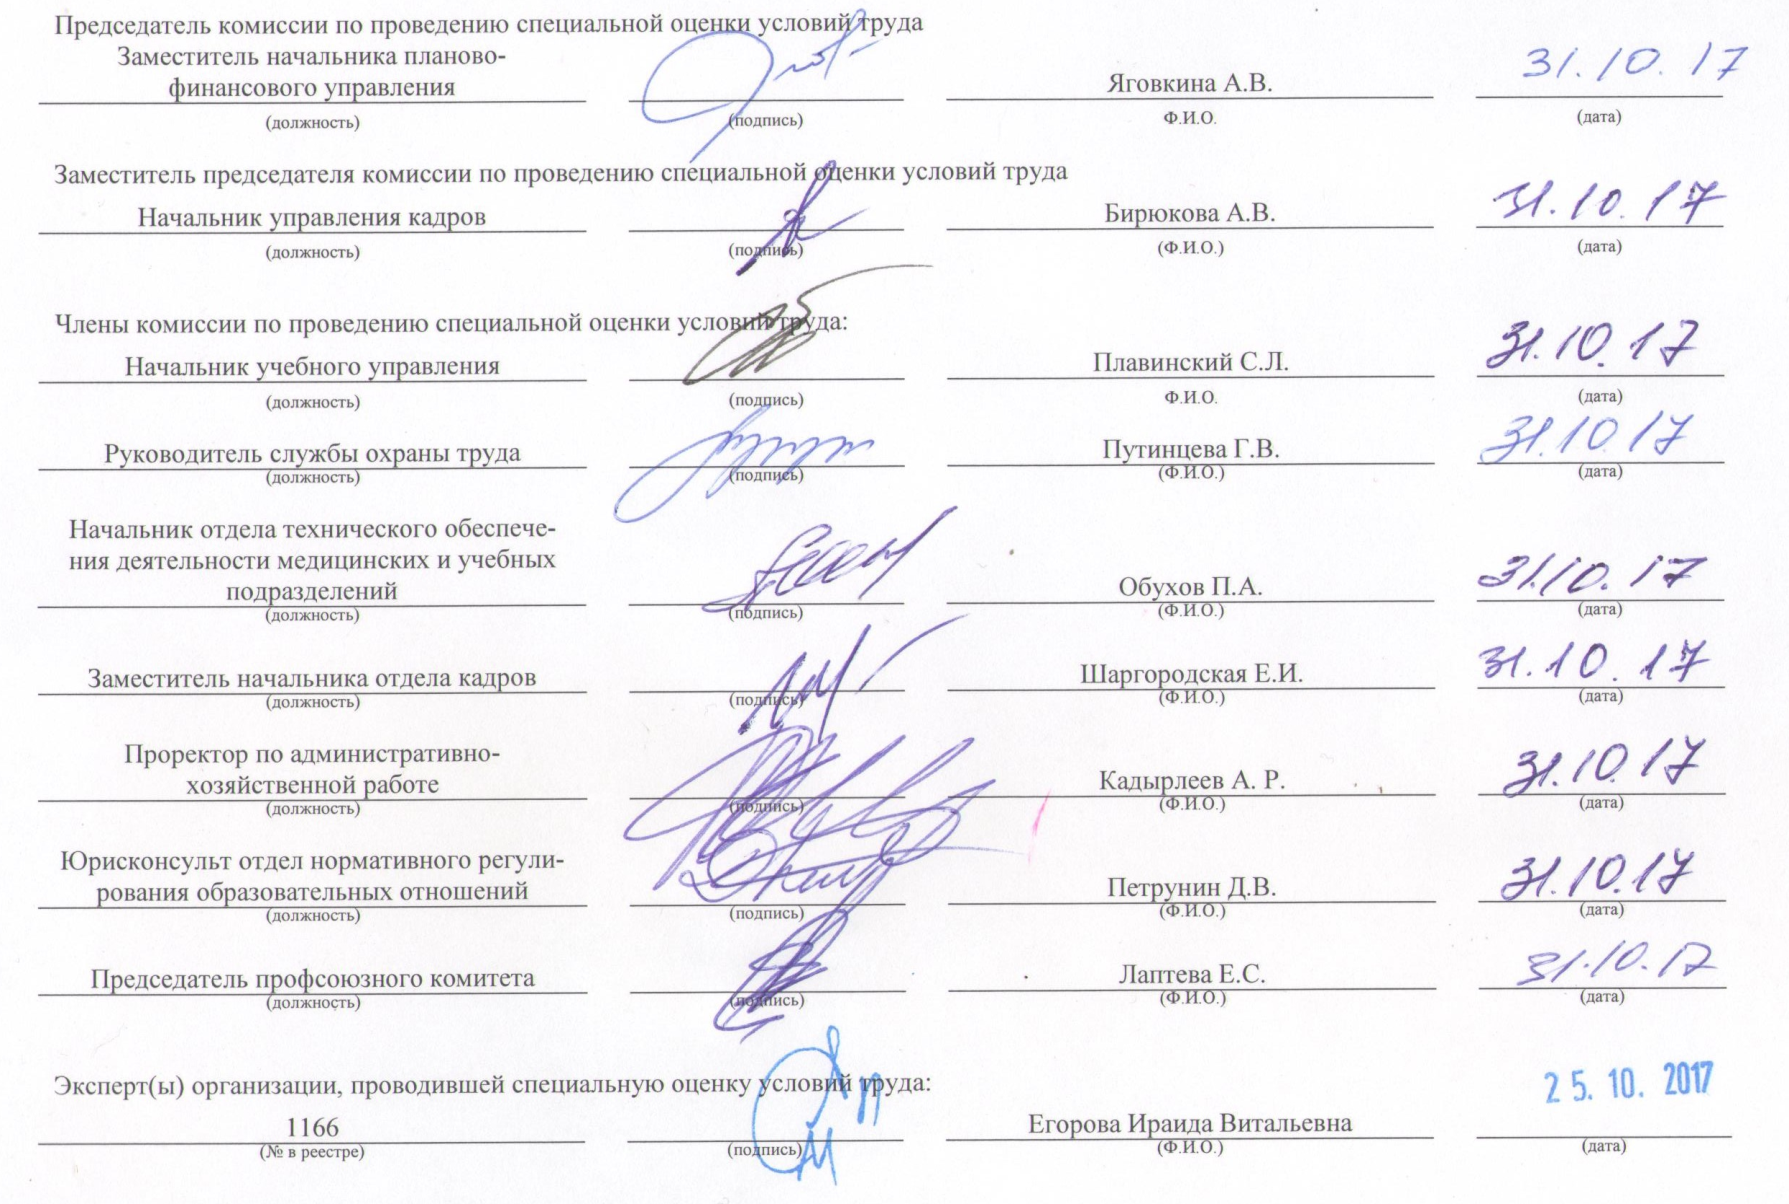 Председатель комиссии по проведению специальной оценки условий труда
Заместитель начальника планово-
финансового управления Яговкина А.В. 31.10.17
(должность) (подпись) Ф.И.О. (дата)
Заместитель председателя комиссии по проведению специальной оценки условий труда
Начальник управления кадров Бирюкова А.В. 31.10.17
(должность) (подпись) (Ф.И.О.) (дата)
Члены комиссии по проведению специальной оценки условий труда:
Начальник учебного управления Плавинский С.Л. 31.10.17
(должность) (подпись) Ф.И.О. (дата)
Руководитель службы охраны труда Путинцева Г.В. 31.10.17
(должность) (подпись) (Ф.И.О.) (дата)
Начальник отдела технического обеспече-
ния деятельности медицинских и учебных
подразделений Обухов П.А. 31.10.17
(должность) (подпись) (Ф.И.О.) (дата)
Заместитель начальника отдела кадров Шаргородская Е.И. 31.10.17
(должность) (подпись) (Ф.И.О.) (дата)
Проректор по административно-
хозяйственной работе Кадырлеев А. Р. 31.10.17
(должность) (подпись) (Ф.И.О.) (дата)
Юрисконсульт отдел нормативного регули-
рования образовательных отношений Петрунин Д.В. 31.10.17
(должность) (подпись) (Ф.И.О.) (дата)
Председатель профсоюзного комитета Лаптева Е.С. 31.10.17
(должность) (подпись) (Ф.И.О.) (дата)
Эксперт(ы) организации, проводившей специальную оценку условий труда:
1166 Егорова Ираида Витальевна 25.10.2017
(№ в реестре) (подпись) (Ф.И.О.) (дата)